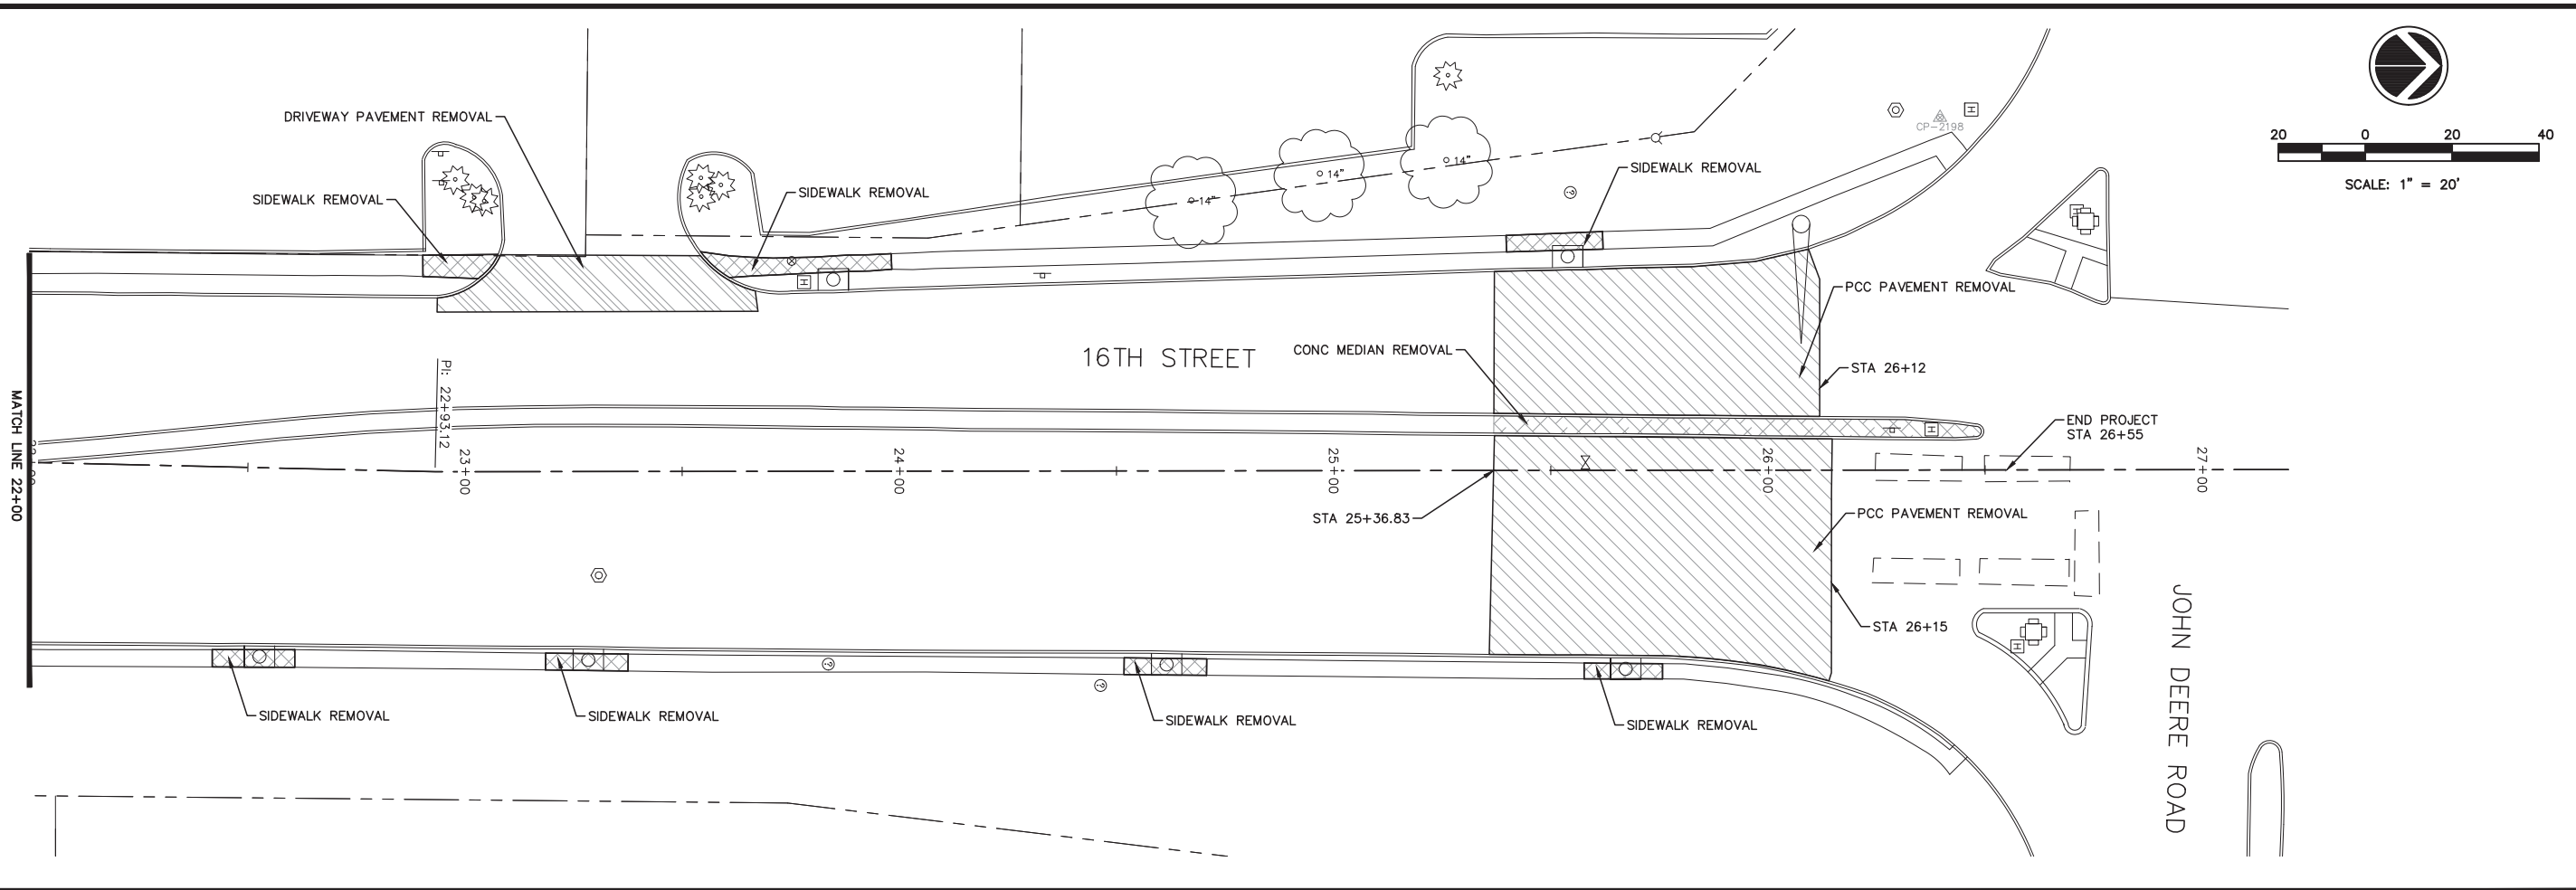 DRIVEWAY PAVEMENT REMOVAL
SIDEWALK REMOVAL
SIDEWALK REMOVAL
14"
14"
14"
SIDEWALK REMOVAL
H
CP-2198
H
20 0 20 40
SCALE: 1" = 20'
H
H
?
PCC PAVEMENT REMOVAL
16TH STREET
CONC MEDIAN REMOVAL
STA 26+12
PI: 22+93.12
H
END PROJECT
STA 26+55
MATCH LINE 22+00
23+00
24+00
25+00
26+00
27+00
STA 25+36.83
PCC PAVEMENT REMOVAL
STA 26+15
H
JOHN DEERE ROAD
?
?
SIDEWALK REMOVAL
SIDEWALK REMOVAL
SIDEWALK REMOVAL
SIDEWALK REMOVAL